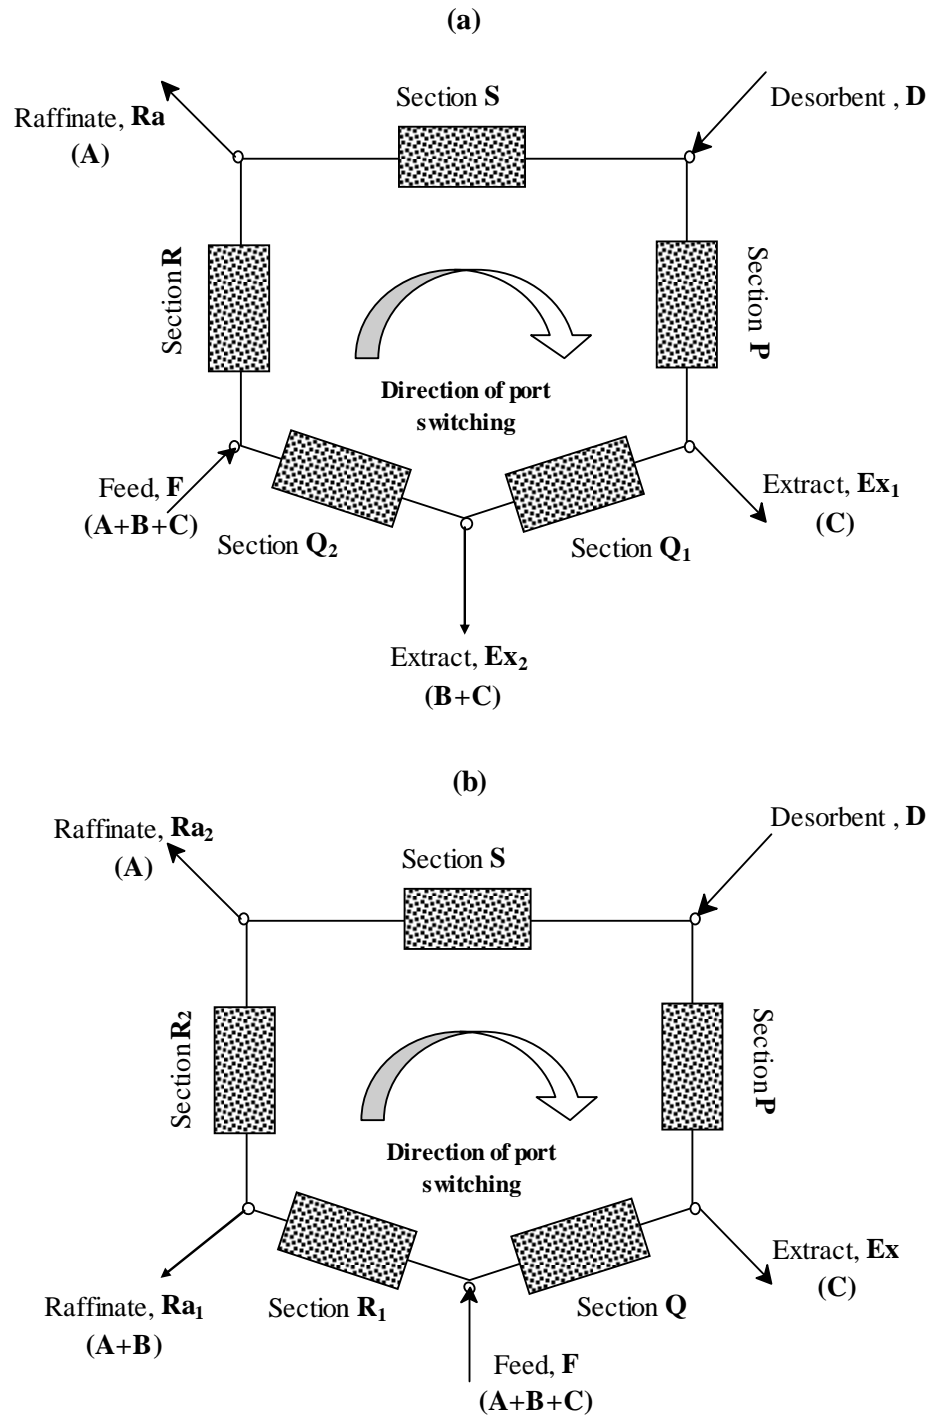 (a)
Section S
Desorbent , D
Raffinate, Ra
(A)
Section R
Section P
Direction of port
switching
Feed, F
(A+B+C)
Extract, Ex1
(C)
Section Q2
Section Q1
Extract, Ex2
(B+C)
(b)
Raffinate, Ra2
(A)
Desorbent , D
Section S
Section R2
Section P
Direction of port
switching
Extract, Ex
(C)
Raffinate, Ra1
(A+B)
Section R1
Section Q
Feed, F
(A+B+C)